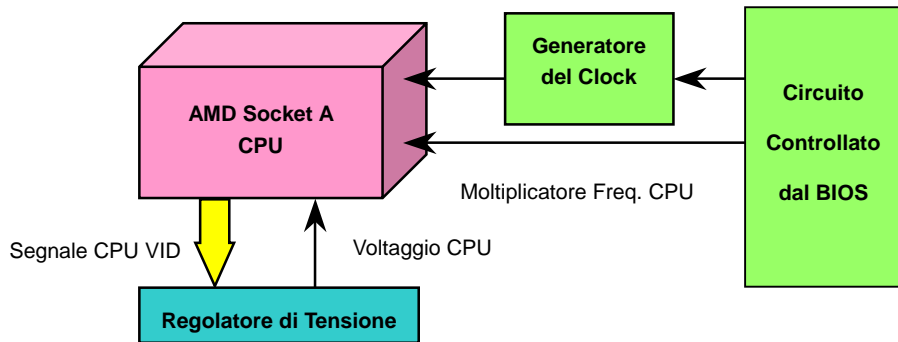 Generatore
del Clock
AMD Socket A
CPU
Circuito
Controllato
dal BIOS
Moltiplicatore Freq. CPU
Segnale CPU VID
Voltaggio CPU
Regolatore di Tensione